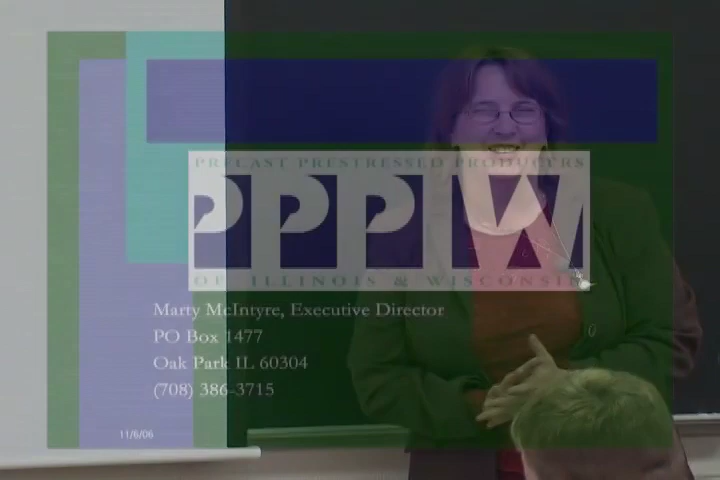 PRECAST PRESTRESSED PRODUCERS
PPPIW
OF ILLINOIS & WISCONSIN
Marty McIntyre, Executive Director
PO Box 1477
Oak Park IL 60304
(708) 386-3715
11/6/06